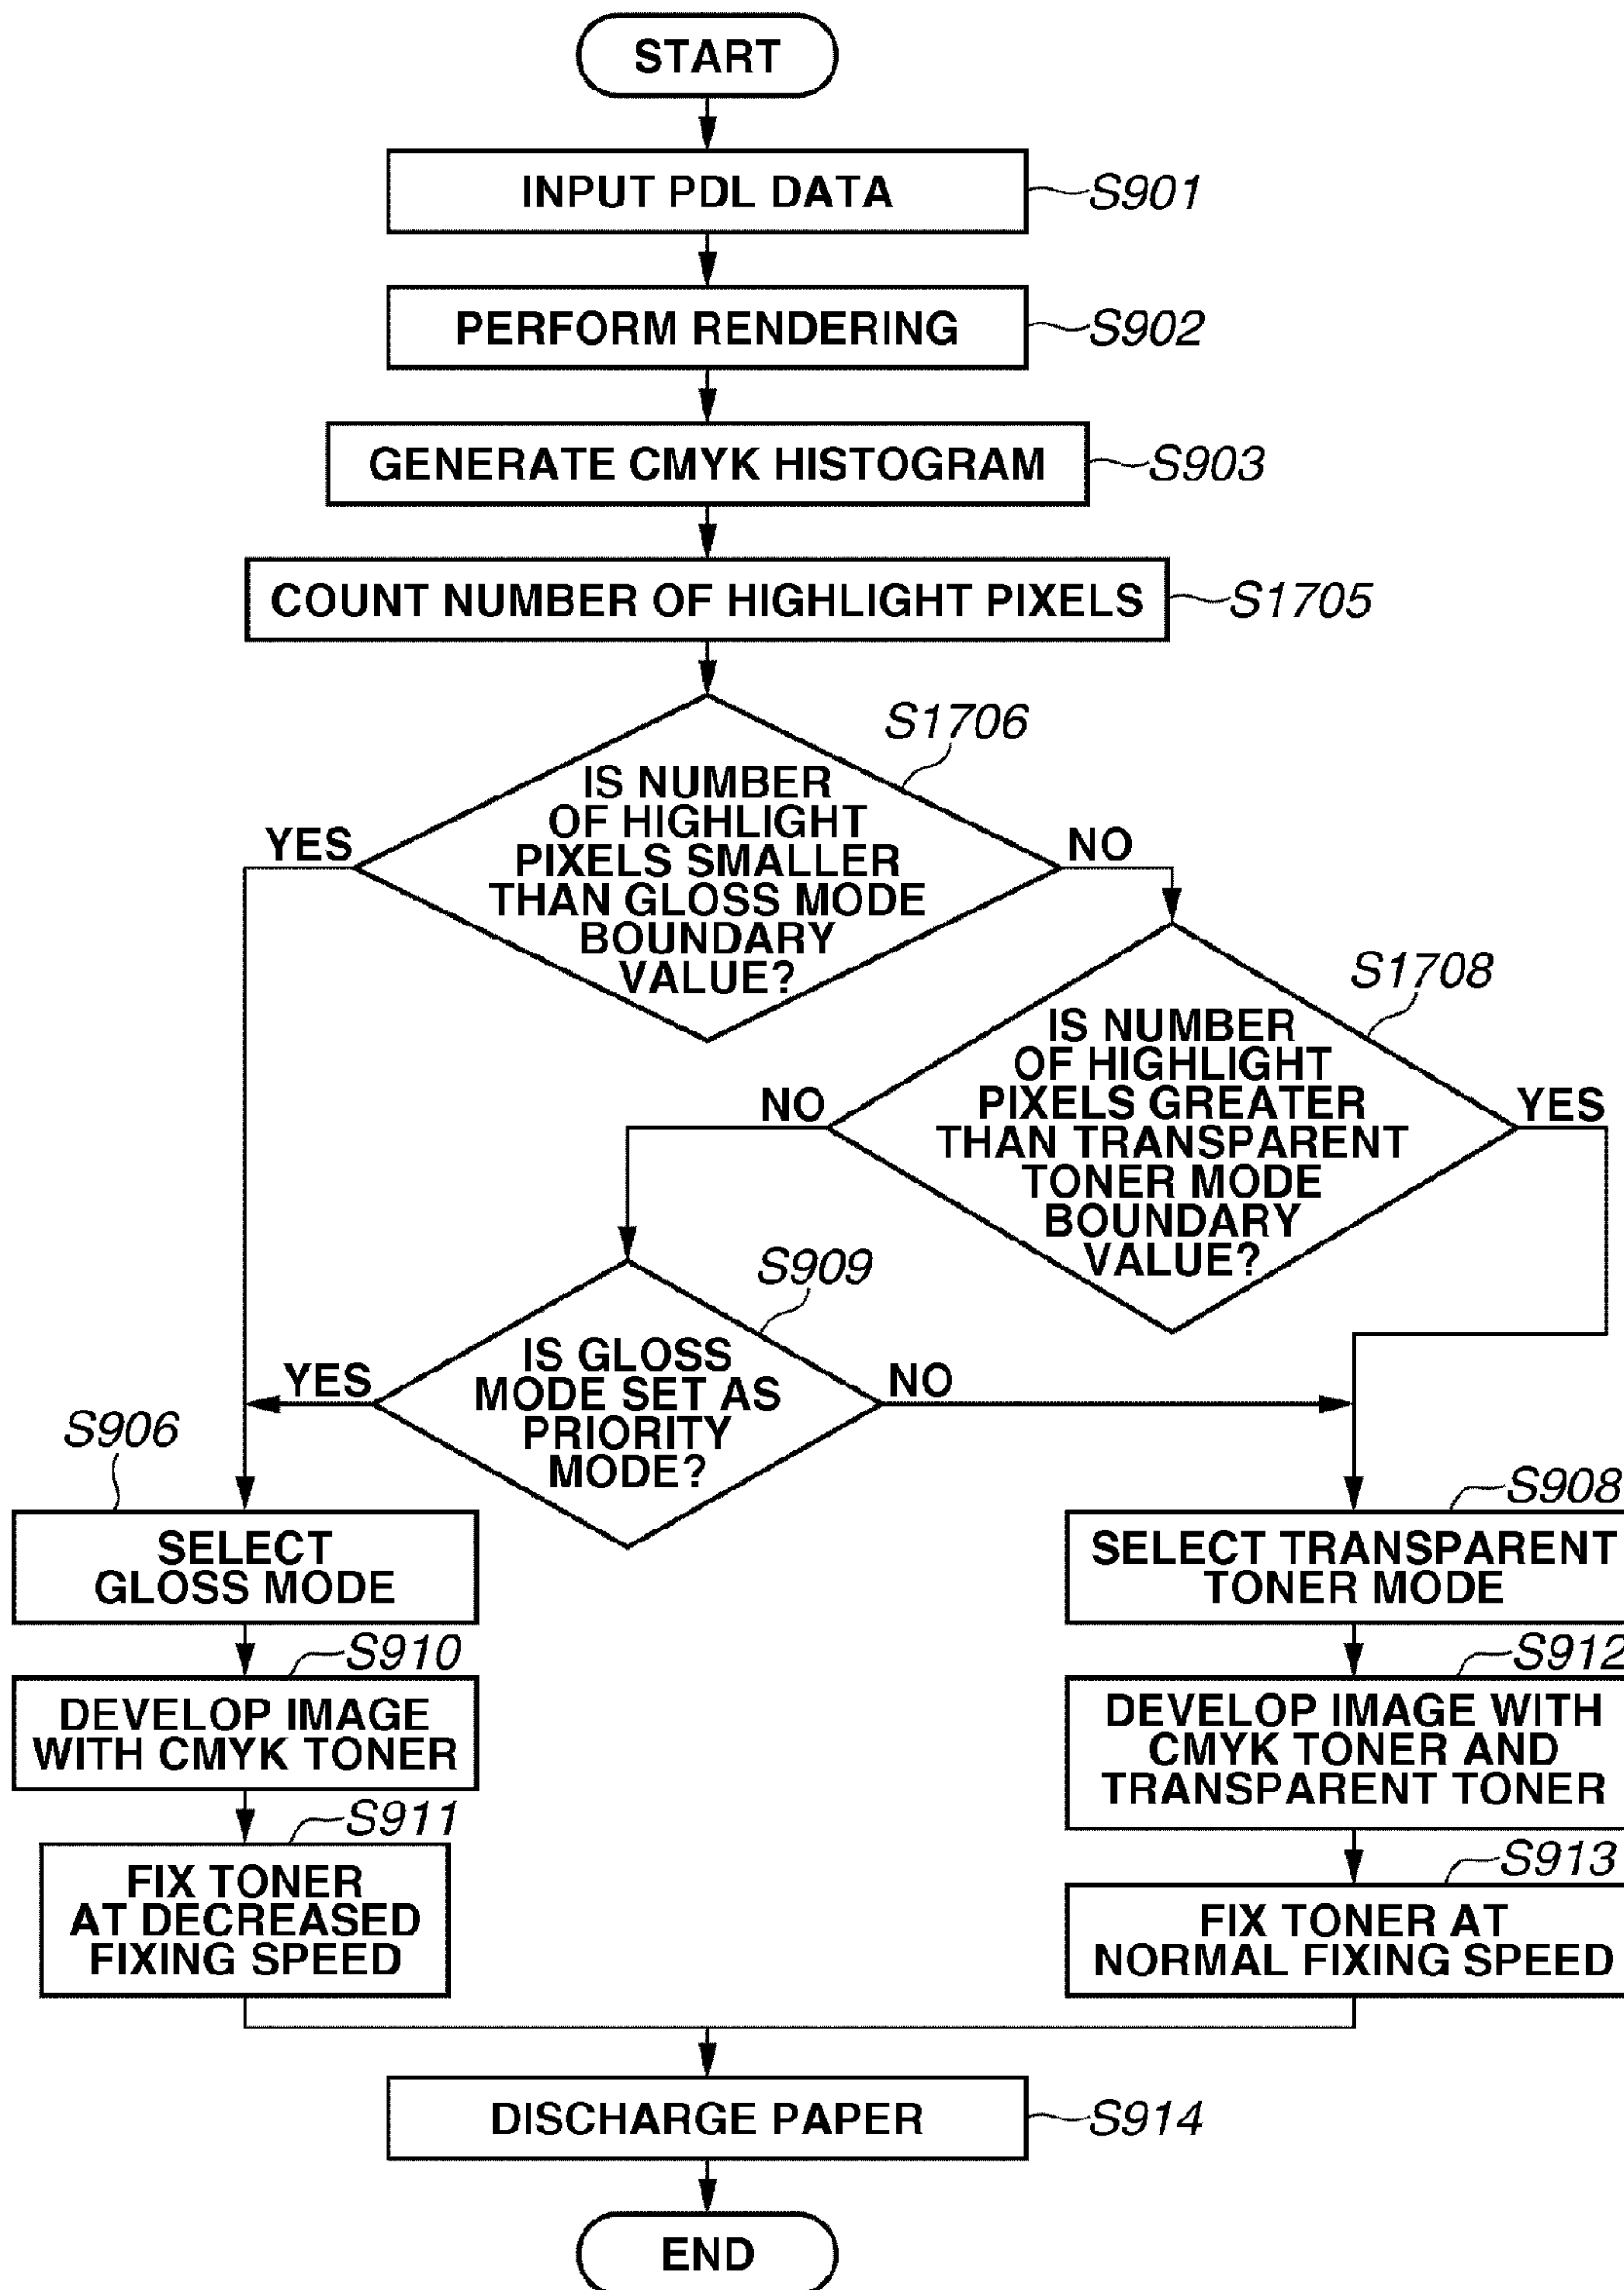 START
INPUT PDL DATA
S901
PERFORM RENDERING
S902
GENERATE CMYK HISTOGRAM
S903
COUNT NUMBER OF HIGHLIGHT PIXELS
S1705
S1706
IS NUMBER
OF HIGHLIGHT
PIXELS SMALLER
THAN GLOSS MODE
BOUNDARY
VALUE?
YES
NO
S1708
IS NUMBER
OF HIGHLIGHT
PIXELS GREATER
THAN TRANSPARENT
TONER MODE
BOUNDARY
VALUE?
NO
YES
S909
IS GLOSS
MODE SET AS
PRIORITY
MODE?
YES
NO
S906
SELECT
GLOSS MODE
S910
DEVELOP IMAGE
WITH CMYK TONER
S911
FIX TONER
AT DECREASED
FIXING SPEED
S908
SELECT TRANSPARENT
TONER MODE
S912
DEVELOP IMAGE WITH
CMYK TONER AND
TRANSPARENT TONER
S913
FIX TONER AT
NORMAL FIXING SPEED
DISCHARGE PAPER
S914
END